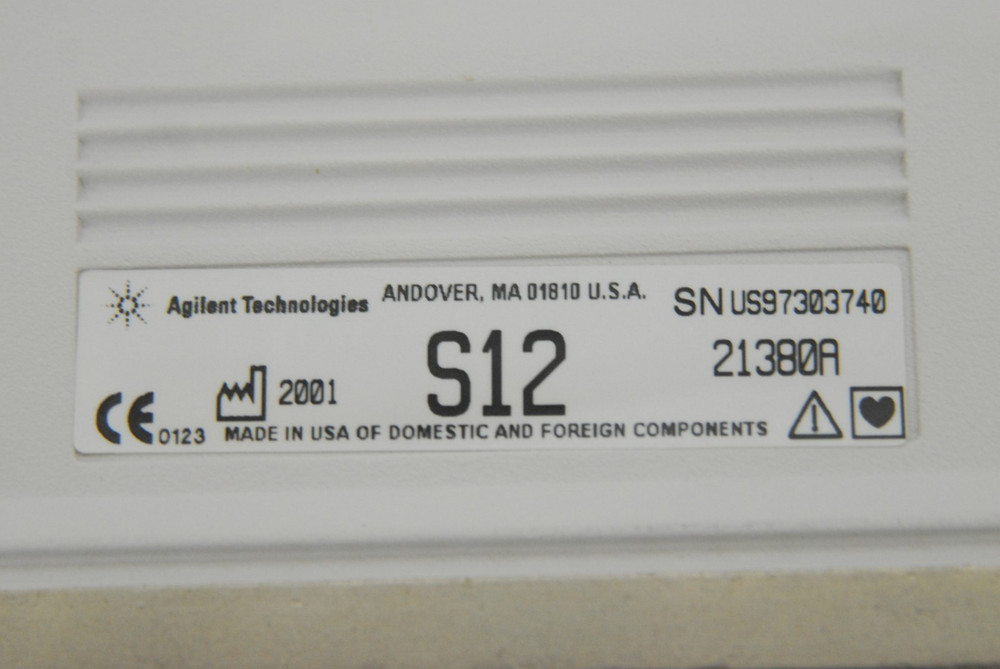 Agilent Technologies ANDOVER, MA 01810 U.S.A. SN US97303740
S12 21380A
2001
CE 0123 MADE IN USA OF DOMESTIC AND FOREIGN COMPONENTS